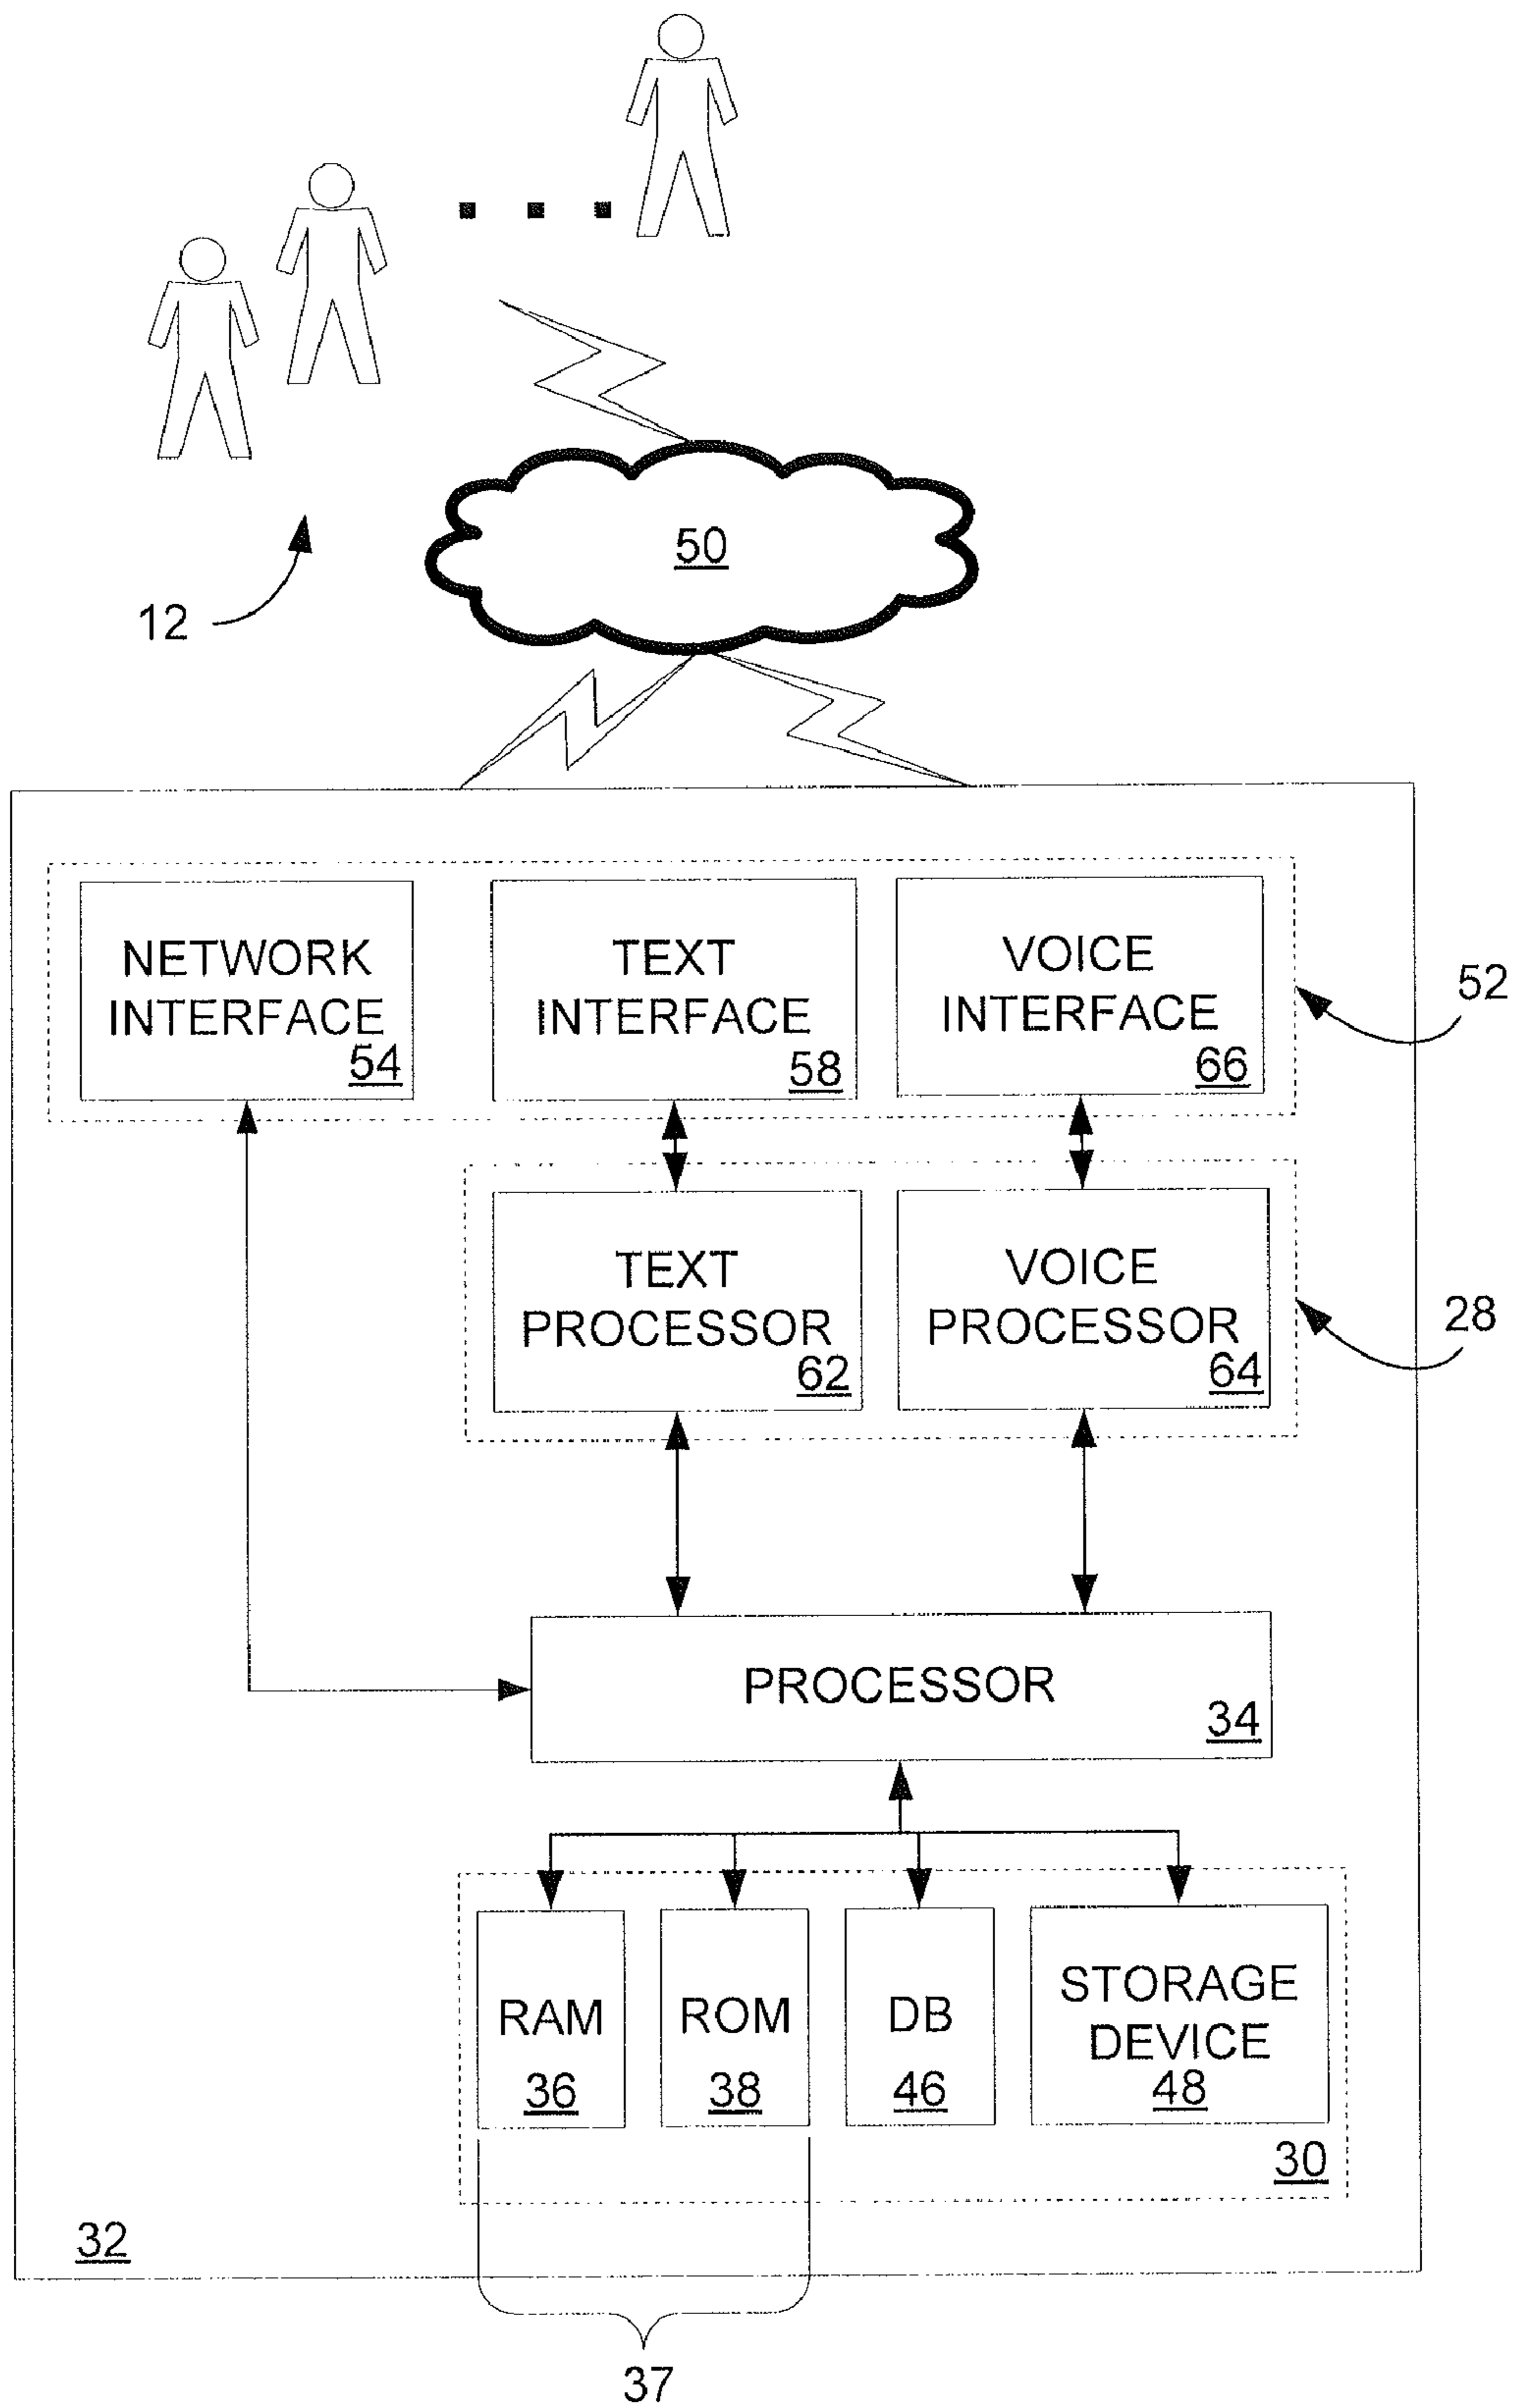 50
12
NETWORK
INTERFACE
54
TEXT
INTERFACE
58
VOICE
INTERFACE
66
52
TEXT
PROCESSOR
62
VOICE
PROCESSOR
64
28
PROCESSOR
34
RAM
36
ROM
38
DB
46
STORAGE
DEVICE
48
30
32
37